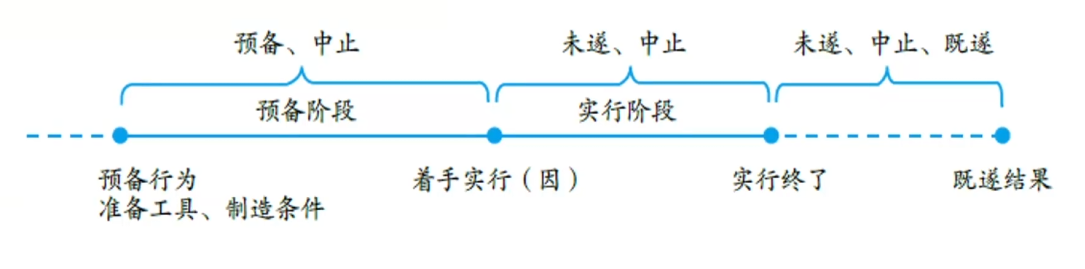 预备、中止
未遂、中止
未遂、中止、既遂
预备阶段
实行阶段
预备行为
准备工具、制造条件
着手实行(因)
实行终了
既遂结果